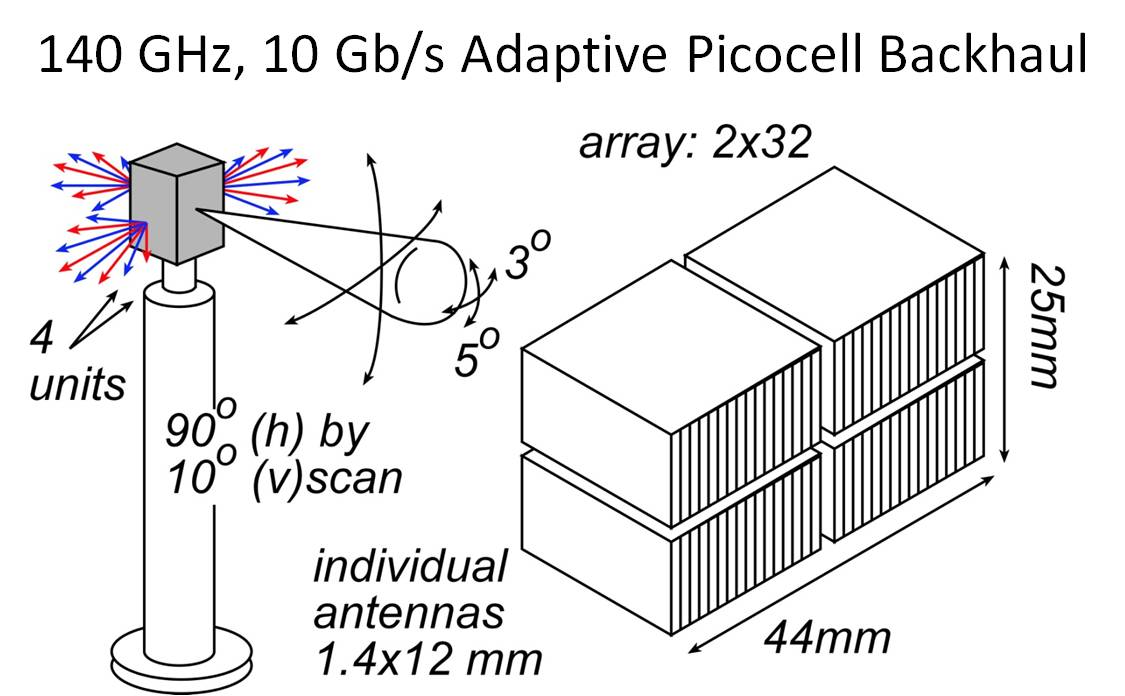 140 GHz, 10 Gb/s Adaptive Picocell Backhaul
array: 2x32
3o
5o
4
units
90o (h) by
10o (v)scan
25mm
individual
antennas
1.4x12 mm
44mm